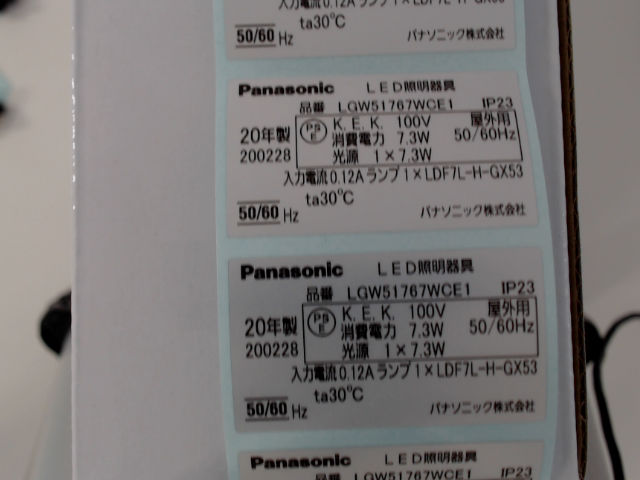 入力電流0.12A ランプ1×LDF7L-H-GX53
ta30℃
50/60 Hz
パナソニック株式会社
Panasonic LED照明器具
品番 LGW51767WCE1 IP23
20年製 PSE K.E.K. 100V 屋外用
消費電力 7.3W 50/60Hz
200228 光源 1×7.3W
入力電流0.12A ランプ1×LDF7L-H-GX53
ta30℃
50/60 Hz パナソニック株式会社
Panasonic LED照明器具
品番 LGW51767WCE1 IP23
20年製 PSE K.E.K. 100V 屋外用
消費電力 7.3W 50/60Hz
200228 光源 1×7.3W
入力電流0.12A ランプ1×LDF7L-H-GX53
ta30℃
50/60 Hz パナソニック株式会社
Panasonic LED照明器具
品番 LGW51767WCE1 IP23